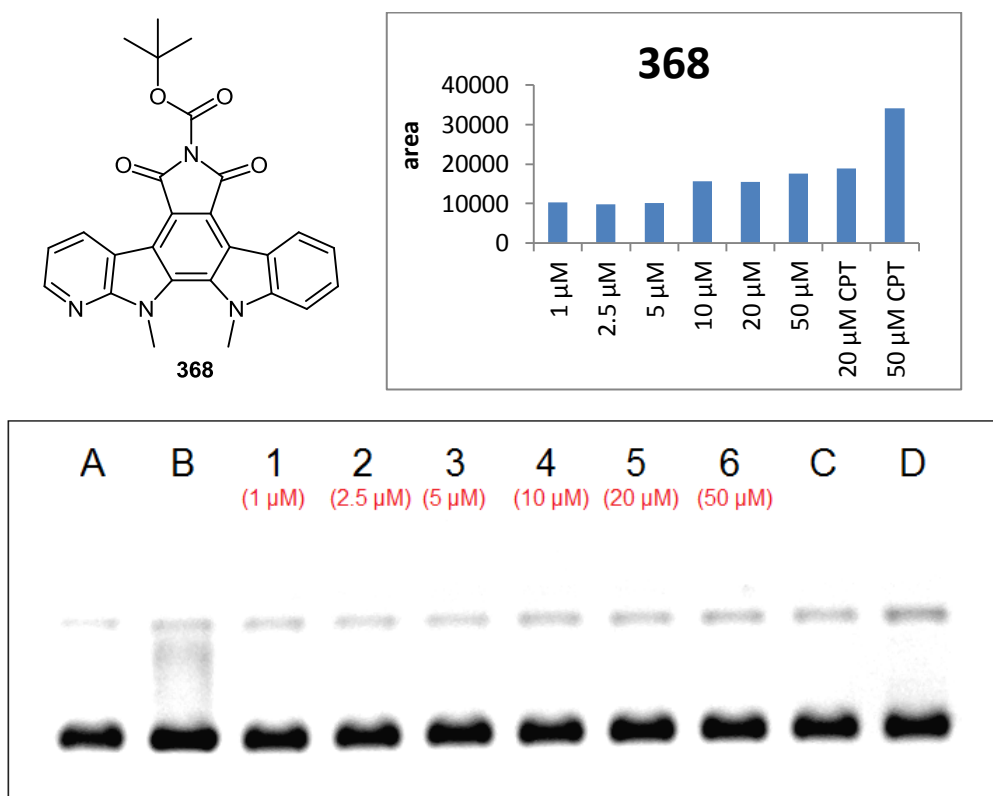 O
O
N
O
O
N
N
N
368
368
area
40000
30000
20000
10000
0
1 µM
2.5 µM
5 µM
10 µM
20 µM
50 µM
20 µM CPT
50 µM CPT
A B 1 2 3 4 5 6 C D
(1 µM) (2.5 µM) (5 µM) (10 µM) (20 µM) (50 µM)